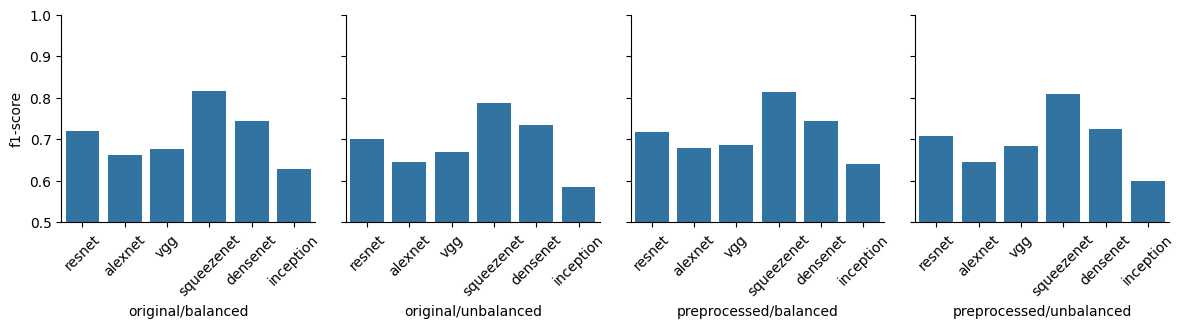 f1-score
1.0
0.9
0.8
0.7
0.6
0.5
resnet
alexnet
vgg
squeezenet
densenet
inception
original/balanced
resnet
alexnet
vgg
squeezenet
densenet
inception
original/unbalanced
resnet
alexnet
vgg
squeezenet
densenet
inception
preprocessed/balanced
resnet
alexnet
vgg
squeezenet
densenet
inception
preprocessed/unbalanced